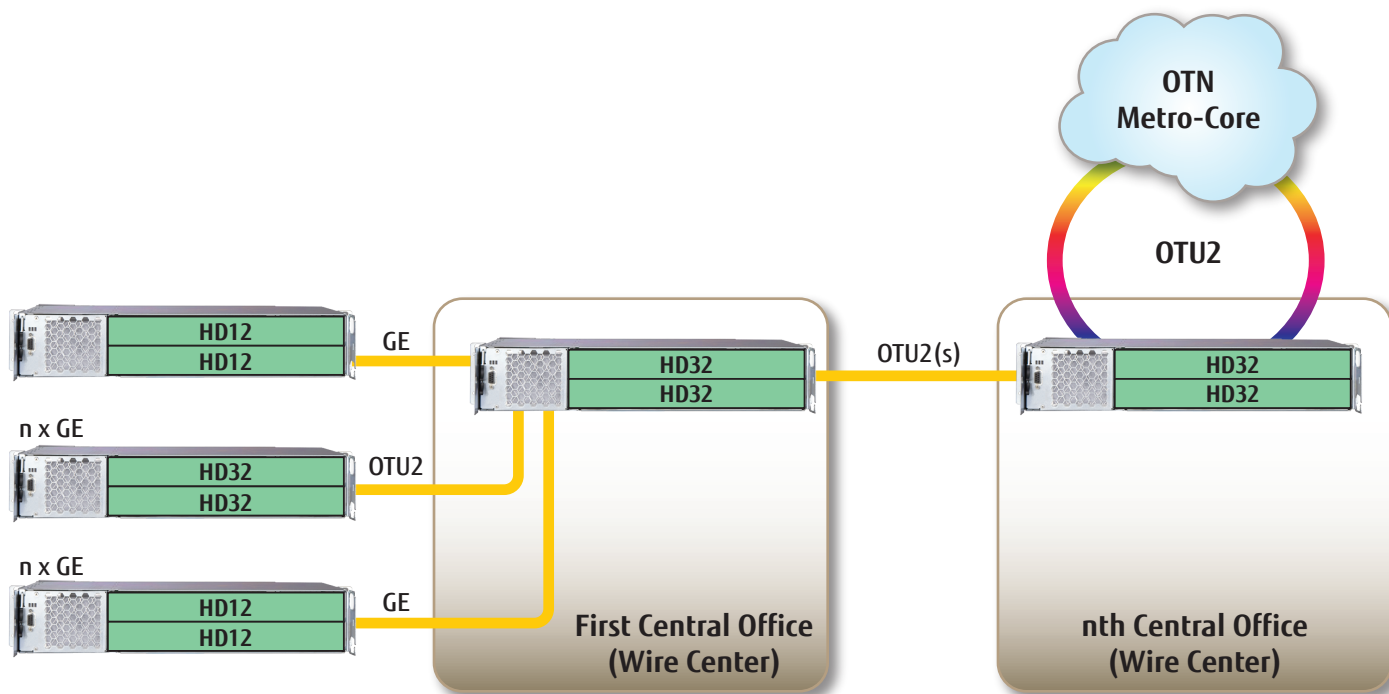 OTN
Metro-Core
OTU2
HD12
HD12
GE
HD32
HD32
OTU2(s)
HD32
HD32
n x GE
HD32
HD32
OTU2
n x GE
HD12
HD12
GE
First Central Office
(Wire Center)
nth Central Office
(Wire Center)